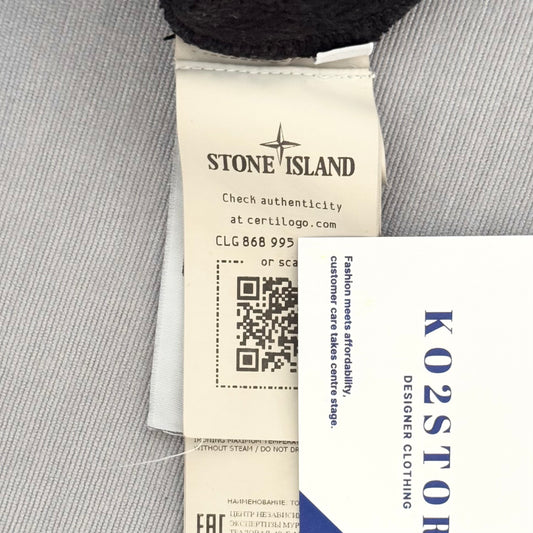 STONE ISLAND
Check authenticity
at certilogo.com
CLG 868 995
or sca
IRONING MAXIMUM TEMPERA
WITHOUT STEAM / DO NOT DR
НАИМЕНОВАНИЕ: ТО
EAC
ЦЕНТР НЕЗАВИСИ
ЭКСПЕРТИЗЫ МУР
Fashion meets affordability,
customer care takes centre stage.
KO2STOR
DESIGNER CLOTHING